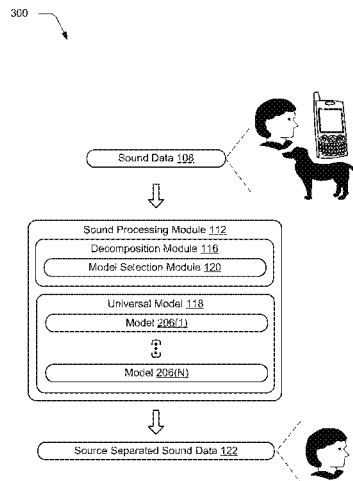 300
Sound Data 108
Sound Processing Module 112
Decomposition Module 116
Model Selection Module 120
Universal Model 118
Model 206(1)
Model 206(N)
Source Separated Sound Data 122